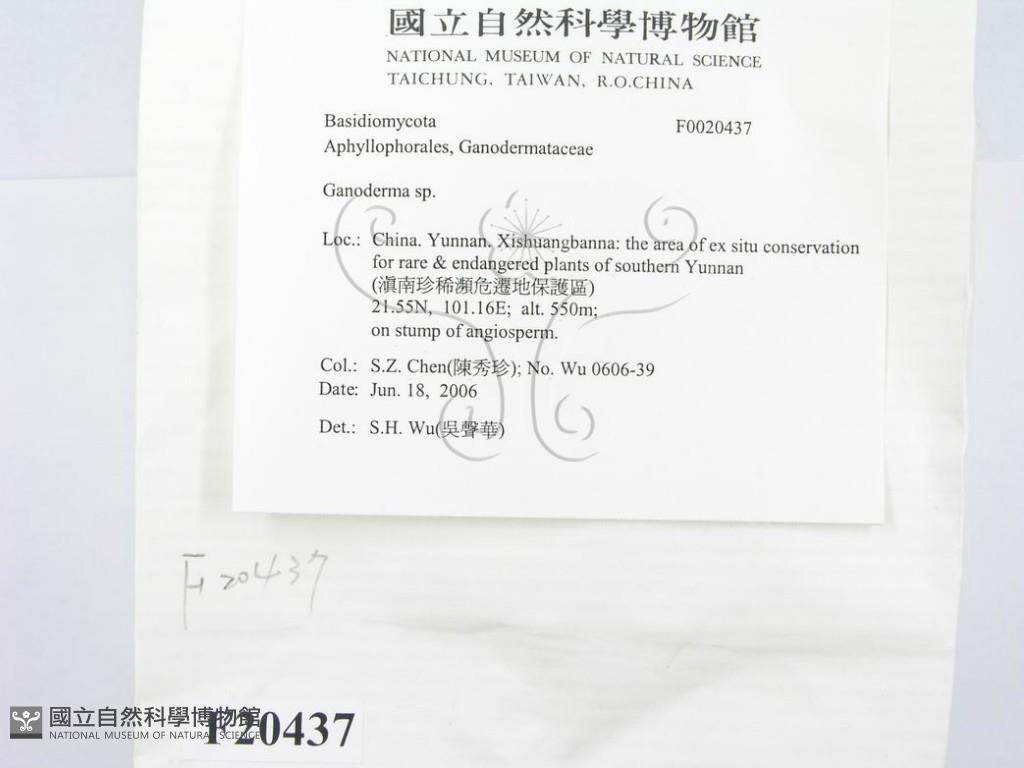 國立自然科學博物館
NATIONAL MUSEUM OF NATURAL SCIENCE
TAICHUNG, TAIWAN, R.O.CHINA
Basidiomycota F0020437
Aphyllophorales, Ganodermataceae
Ganoderma sp.
Loc.: China. Yunnan. Xishuangbanna: the area of ex situ conservation
for rare & endangered plants of southern Yunnan
(滇南珍稀瀕危遷地保護區)
21.55N, 101.16E; alt. 550m;
on stump of angiosperm.
Col.: S.Z. Chen(陳秀珍); No. Wu 0606-39
Date: Jun. 18, 2006
Det.: S.H. Wu(吳聲華)
F20437
國立自然科學博物館
NATIONAL MUSEUM OF NATURAL SCIENCE
F20437